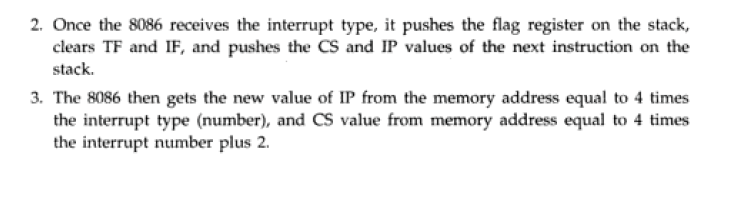 2. Once the 8086 receives the interrupt type, it pushes the flag register on the stack,
clears TF and IF, and pushes the CS and IP values of the next instruction on the
stack.
3. The 8086 then gets the new value of IP from the memory address equal to 4 times
the interrupt type (number), and CS value from memory address equal to 4 times
the interrupt number plus 2.